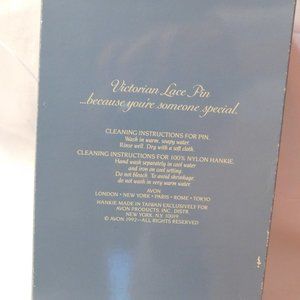 Victorian Lace Pin
...because you're someone special.
CLEANING INSTRUCTIONS FOR PIN.
Wash in warm, soapy water.
Rinse well. Dry with a soft cloth.
CLEANING INSTRUCTIONS FOR 100% NYLON HANKIE.
Hand wash separately in cool water
and iron on cool setting.
Do not bleach. To avoid shrinkage
do not wash in very warm water.
AVON
LONDON • NEW YORK • PARIS • ROME • TOKYO
HANKIE MADE IN TAIWAN EXCLUSIVELY FOR
AVON PRODUCTS, INC. DISTR.
NEW YORK, N.Y. 10019
© AVON 1992—ALL RIGHTS RESERVED